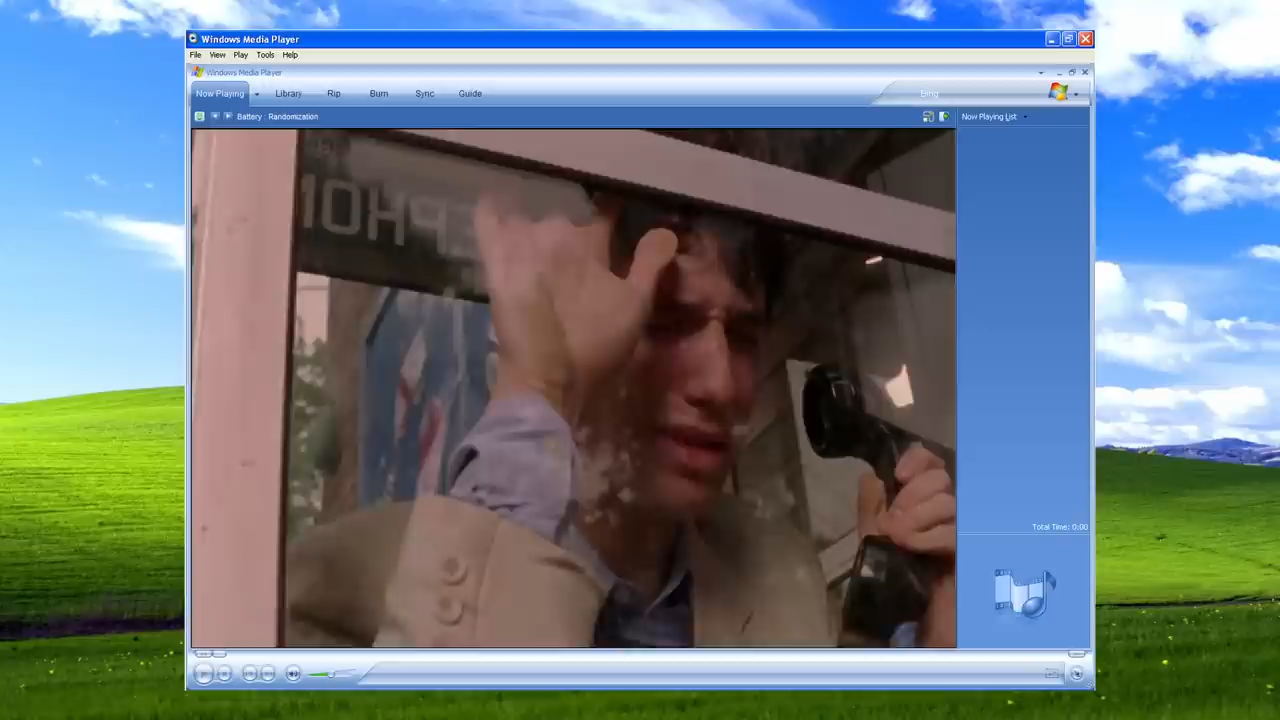 Windows Media Player
File View Play Tools Help
Windows Media Player
Now Playing Library Rip Burn Sync Guide Bing
Battery : Randomization Now Playing List
Total Time: 0:00